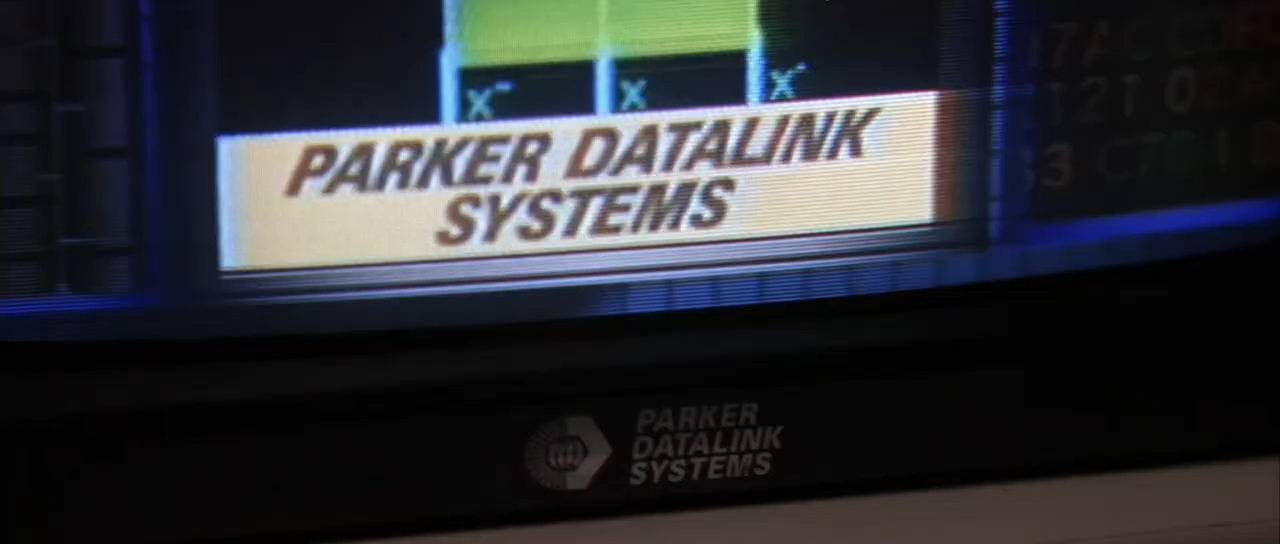 x⁻ x x⁻
PARKER DATALINK
SYSTEMS
PARKER
DATALINK
SYSTEMS